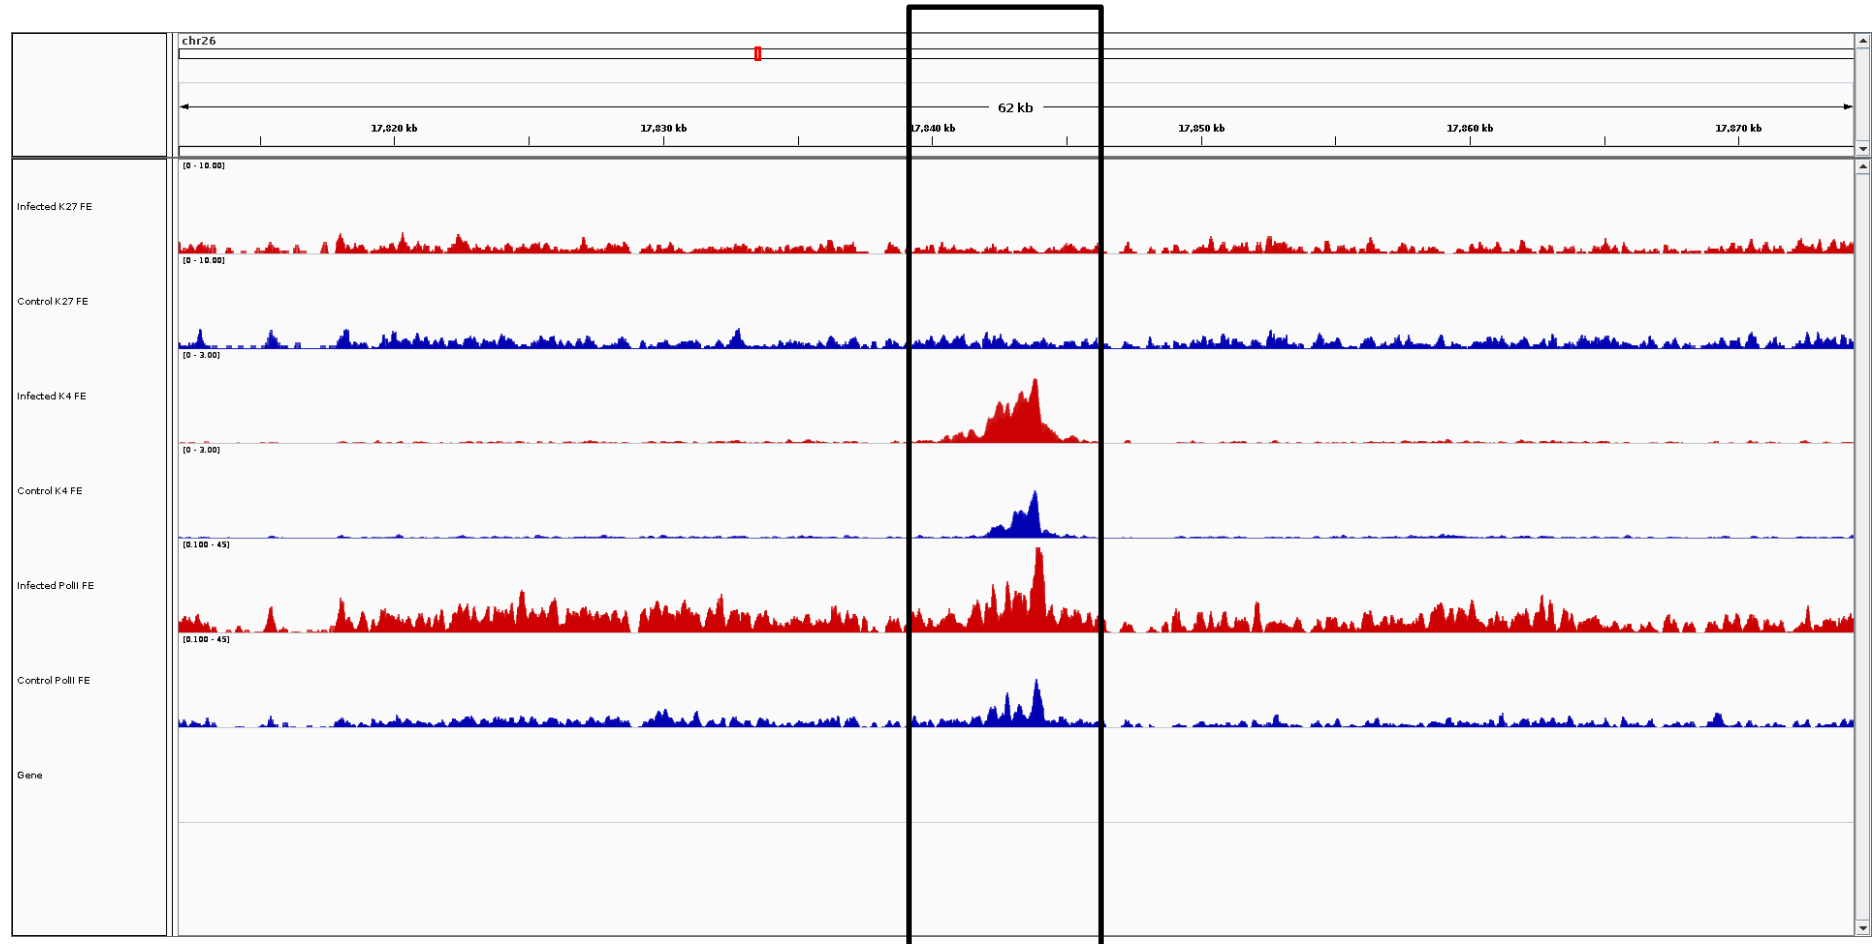 chr26
62 kb
17,820 kb 17,830 kb 17,840 kb 17,850 kb 17,860 kb 17,870 kb
[0 - 10.00]
Infected K27 FE
[0 - 10.00]
Control K27 FE
[0 - 3.00]
Infected K4 FE
[0 - 3.00]
Control K4 FE
[0.100 - 45]
Infected PolII FE
[0.100 - 45]
Control PolII FE
Gene